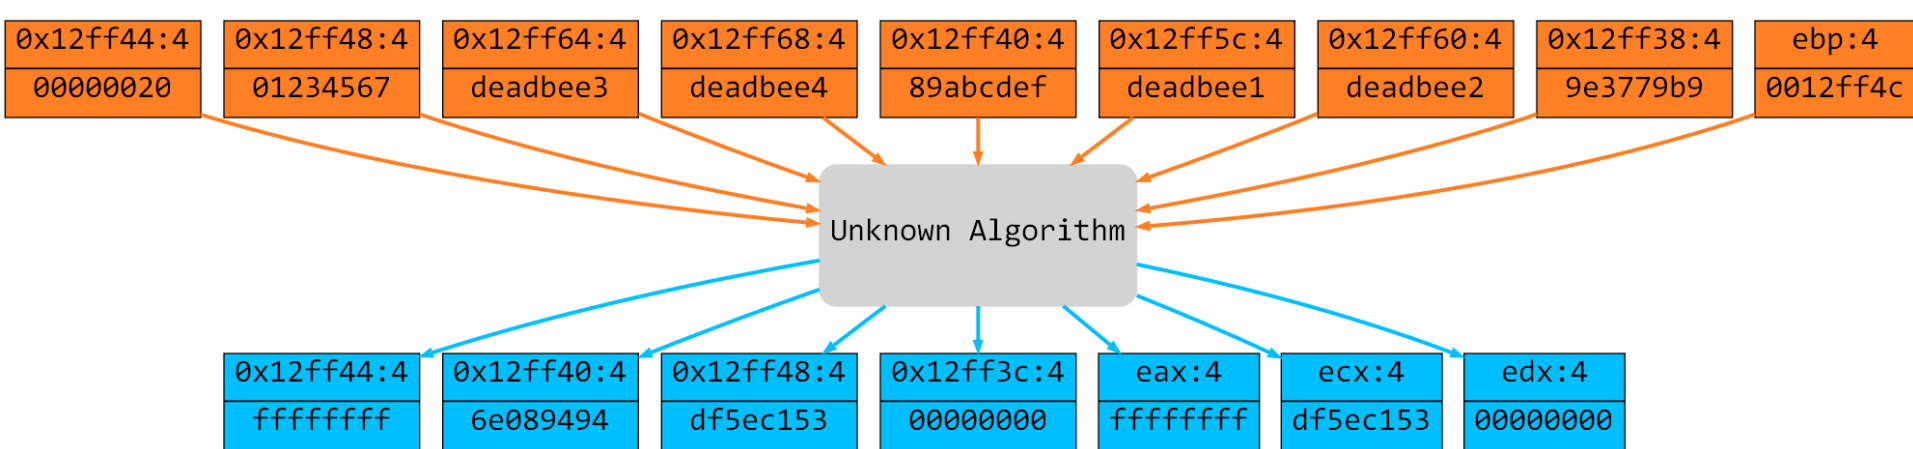 0x12ff44:4 0x12ff48:4 0x12ff64:4 0x12ff68:4 0x12ff40:4 0x12ff5c:4 0x12ff60:4 0x12ff38:4 ebp:4
00000020 01234567 deadbee3 deadbee4 89abcdef deadbee1 deadbee2 9e3779b9 0012ff4c
Unknown Algorithm
0x12ff44:4 0x12ff40:4 0x12ff48:4 0x12ff3c:4 eax:4 ecx:4 edx:4
ffffffff 6e089494 df5ec153 00000000 ffffffff df5ec153 00000000